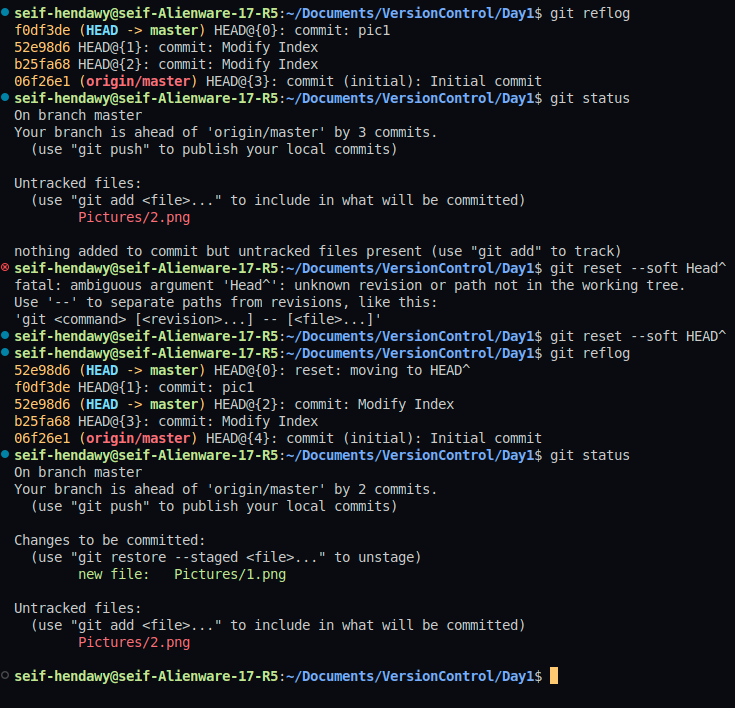 seif-hendawy@seif-Alienware-17-R5:~/Documents/VersionControl/Day1$ git reflog
f0df3de (HEAD -> master) HEAD@{0}: commit: pic1
52e98d6 HEAD@{1}: commit: Modify Index
b25fa68 HEAD@{2}: commit: Modify Index
06f26e1 (origin/master) HEAD@{3}: commit (initial): Initial commit
seif-hendawy@seif-Alienware-17-R5:~/Documents/VersionControl/Day1$ git status
On branch master
Your branch is ahead of 'origin/master' by 3 commits.
  (use "git push" to publish your local commits)

Untracked files:
  (use "git add <file>..." to include in what will be committed)
        Pictures/2.png

nothing added to commit but untracked files present (use "git add" to track)
seif-hendawy@seif-Alienware-17-R5:~/Documents/VersionControl/Day1$ git reset --soft Head^
fatal: ambiguous argument 'Head^': unknown revision or path not in the working tree.
Use '--' to separate paths from revisions, like this:
'git <command> [<revision>...] -- [<file>...]'
seif-hendawy@seif-Alienware-17-R5:~/Documents/VersionControl/Day1$ git reset --soft HEAD^
seif-hendawy@seif-Alienware-17-R5:~/Documents/VersionControl/Day1$ git reflog
52e98d6 (HEAD -> master) HEAD@{0}: reset: moving to HEAD^
f0df3de HEAD@{1}: commit: pic1
52e98d6 (HEAD -> master) HEAD@{2}: commit: Modify Index
b25fa68 HEAD@{3}: commit: Modify Index
06f26e1 (origin/master) HEAD@{4}: commit (initial): Initial commit
seif-hendawy@seif-Alienware-17-R5:~/Documents/VersionControl/Day1$ git status
On branch master
Your branch is ahead of 'origin/master' by 2 commits.
  (use "git push" to publish your local commits)

Changes to be committed:
  (use "git restore --staged <file>..." to unstage)
        new file:   Pictures/1.png

Untracked files:
  (use "git add <file>..." to include in what will be committed)
        Pictures/2.png

seif-hendawy@seif-Alienware-17-R5:~/Documents/VersionControl/Day1$